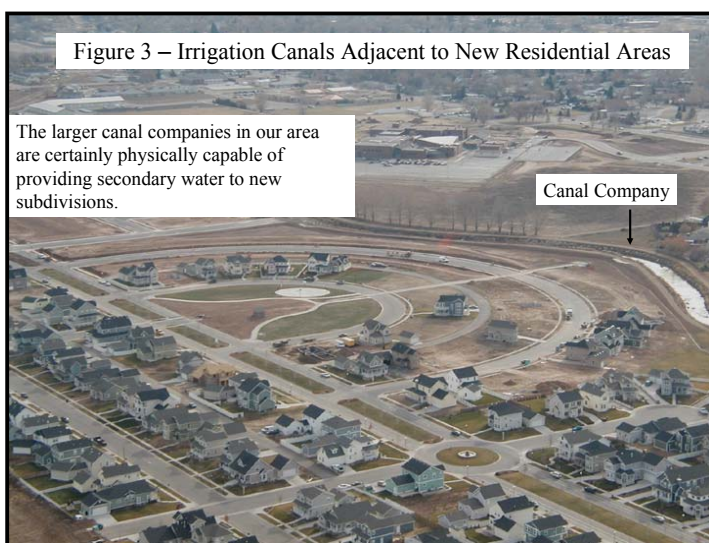 Figure 3 – Irrigation Canals Adjacent to New Residential Areas
The larger canal companies in our area
are certainly physically capable of
providing secondary water to new
subdivisions.
Canal Company